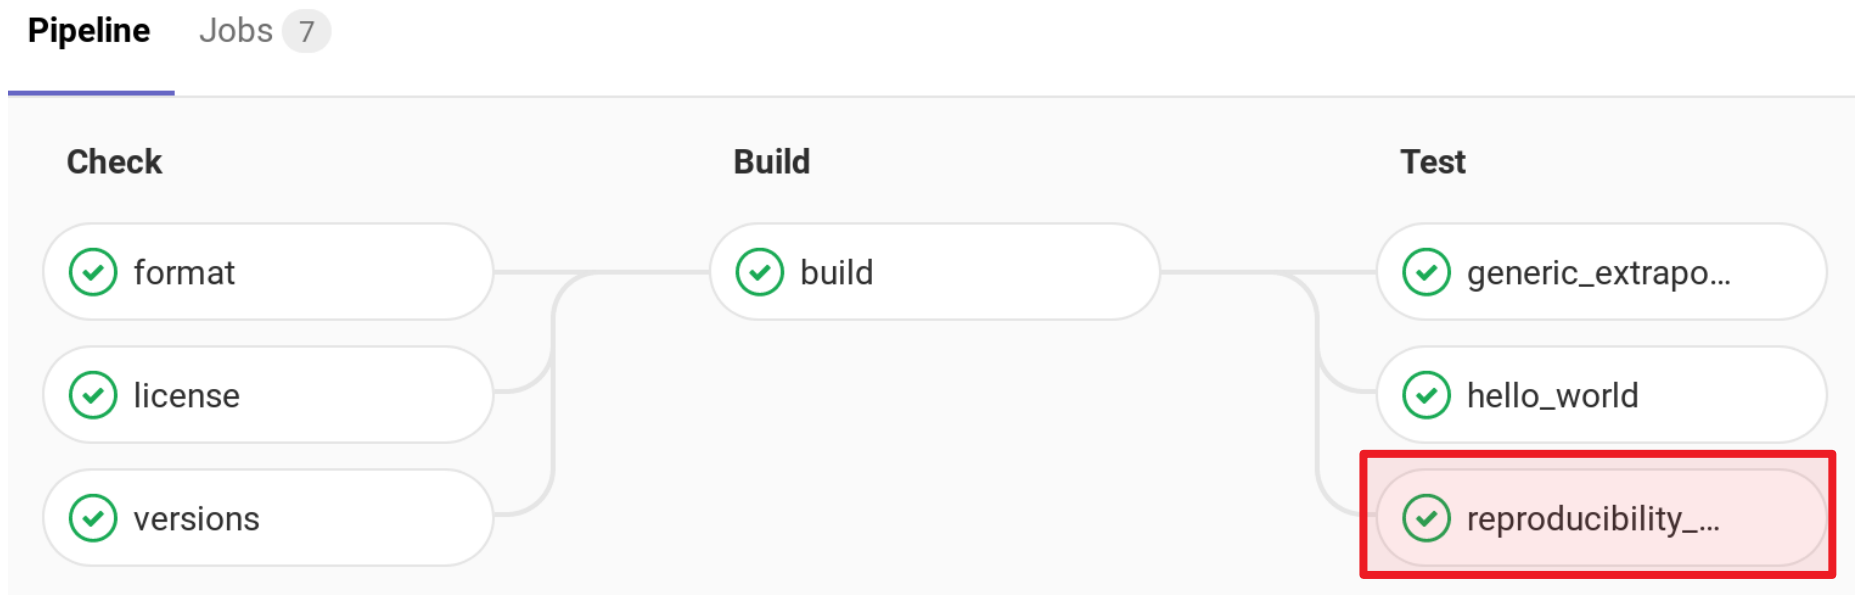 Pipeline Jobs 7
Check Build Test
format build generic_extrapo...
license hello_world
versions reproducibility_...